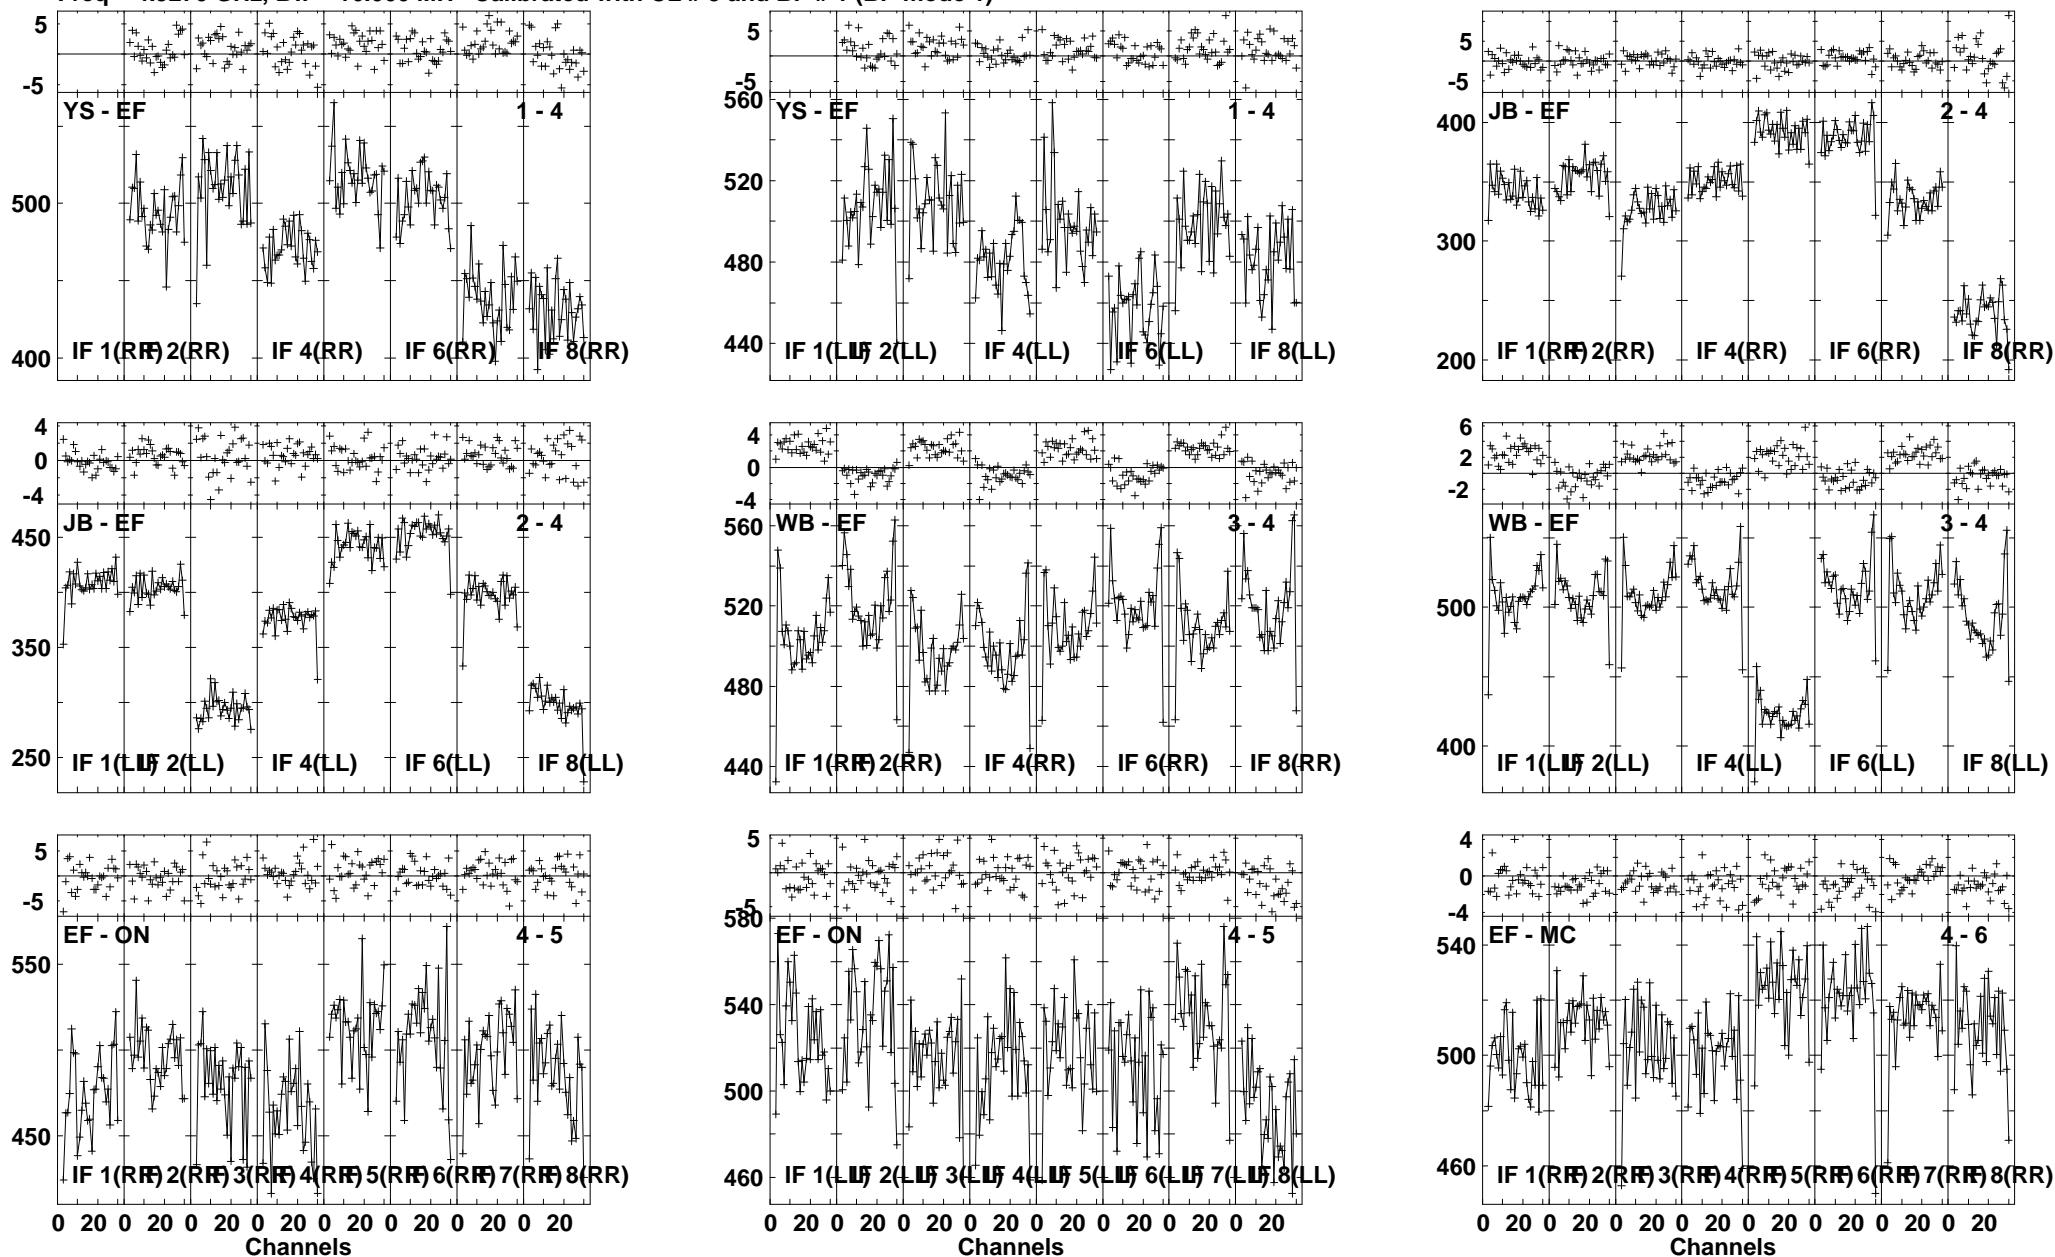 5 5 5
-5 -5 -5
560
YS - EF 1 - 4 YS - EF 1 - 4 JB - EF 2 - 4
400
520
500
480 300
440
400 IF 1(RR) IF 2(RR) IF 4(RR) IF 6(RR) IF 8(RR) IF 1(LL) IF 2(LL) IF 4(LL) IF 6(LL) IF 8(LL) 200 IF 1(RR) IF 2(RR) IF 4(RR) IF 6(RR) IF 8(RR)
4 4 6
0 0 2
-4 -4 -2
JB - EF 2 - 4 WB - EF 3 - 4 WB - EF 3 - 4
450 560
520 500
350
480
250 440 400
IF 1(LL) IF 2(LL) IF 4(LL) IF 6(LL) IF 8(LL) IF 1(RR) IF 2(RR) IF 4(RR) IF 6(RR) IF 8(RR) IF 1(LL) IF 2(LL) IF 4(LL) IF 6(LL) IF 8(LL)
5 5 4
0
-5 -5 -4
580
EF - ON 4 - 5 EF - ON 4 - 5 EF - MC 4 - 6
550 540 540
500 500
450 460 460
IF 1(RR) IF 2(RR) IF 3(RR) IF 4(RR) IF 5(RR) IF 6(RR) IF 7(RR) IF 8(RR) IF 1(LL) IF 2(LL) IF 3(LL) IF 4(LL) IF 5(LL) IF 6(LL) IF 7(LL) IF 8(LL) IF 1(RR) IF 2(RR) IF 3(RR) IF 4(RR) IF 5(RR) IF 6(RR) IF 7(RR) IF 8(RR)
0 20 0 20 0 20 0 20 0 20 0 20 0 20 0 20 0 20 0 20 0 20 0 20 0 20 0 20 0 20 0 20 0 20 0 20 0 20 0 20 0 20 0 20 0 20 0 20
Channels Channels Channels